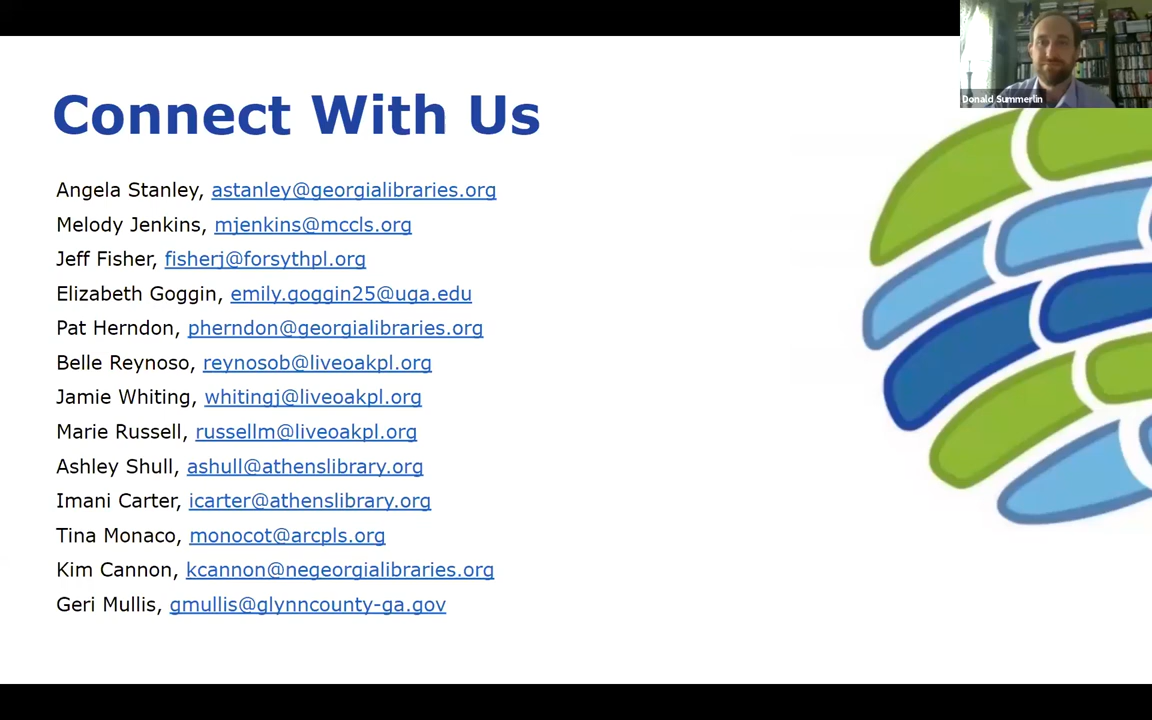 Connect With Us
Donald Summerlin
Angela Stanley, astanley@georgialibraries.org
Melody Jenkins, mjenkins@mccls.org
Jeff Fisher, fisherj@forsythpl.org
Elizabeth Goggin, emily.goggin25@uga.edu
Pat Herndon, pherndon@georgialibraries.org
Belle Reynoso, reynosob@liveoakpl.org
Jamie Whiting, whitingj@liveoakpl.org
Marie Russell, russellm@liveoakpl.org
Ashley Shull, ashull@athenslibrary.org
Imani Carter, icarter@athenslibrary.org
Tina Monaco, monocot@arcpls.org
Kim Cannon, kcannon@negeorgialibraries.org
Geri Mullis, gmullis@glynncounty-ga.gov